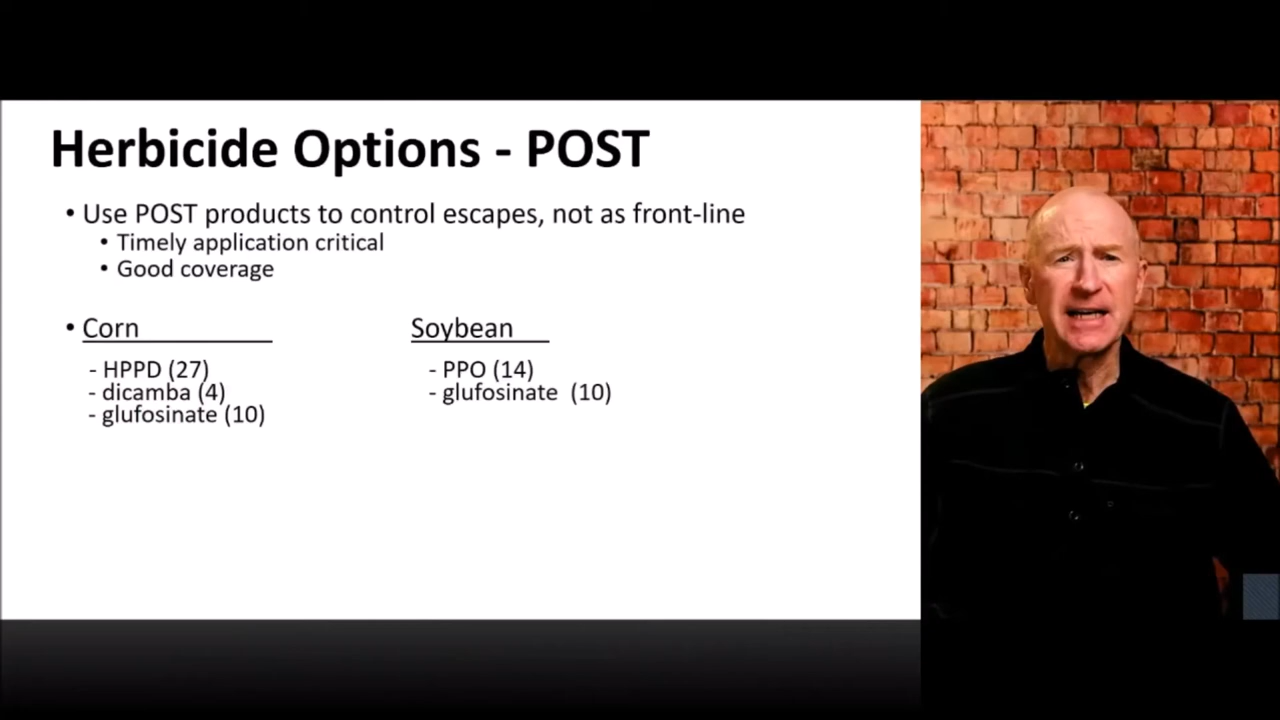 Herbicide Options - POST
• Use POST products to control escapes, not as front-line
• Timely application critical
• Good coverage
• Corn
- HPPD (27)
- dicamba (4)
- glufosinate (10)
Soybean
- PPO (14)
- glufosinate (10)